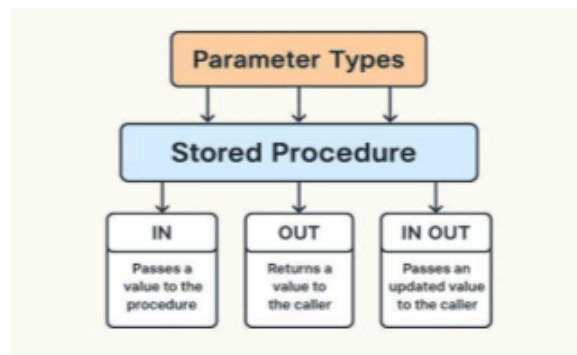 Parameter Types
Stored Procedure
IN
Passes a
value to the
procedure
OUT
Returns a
value to
the caller
IN OUT
Passes an
updated value
to the caller